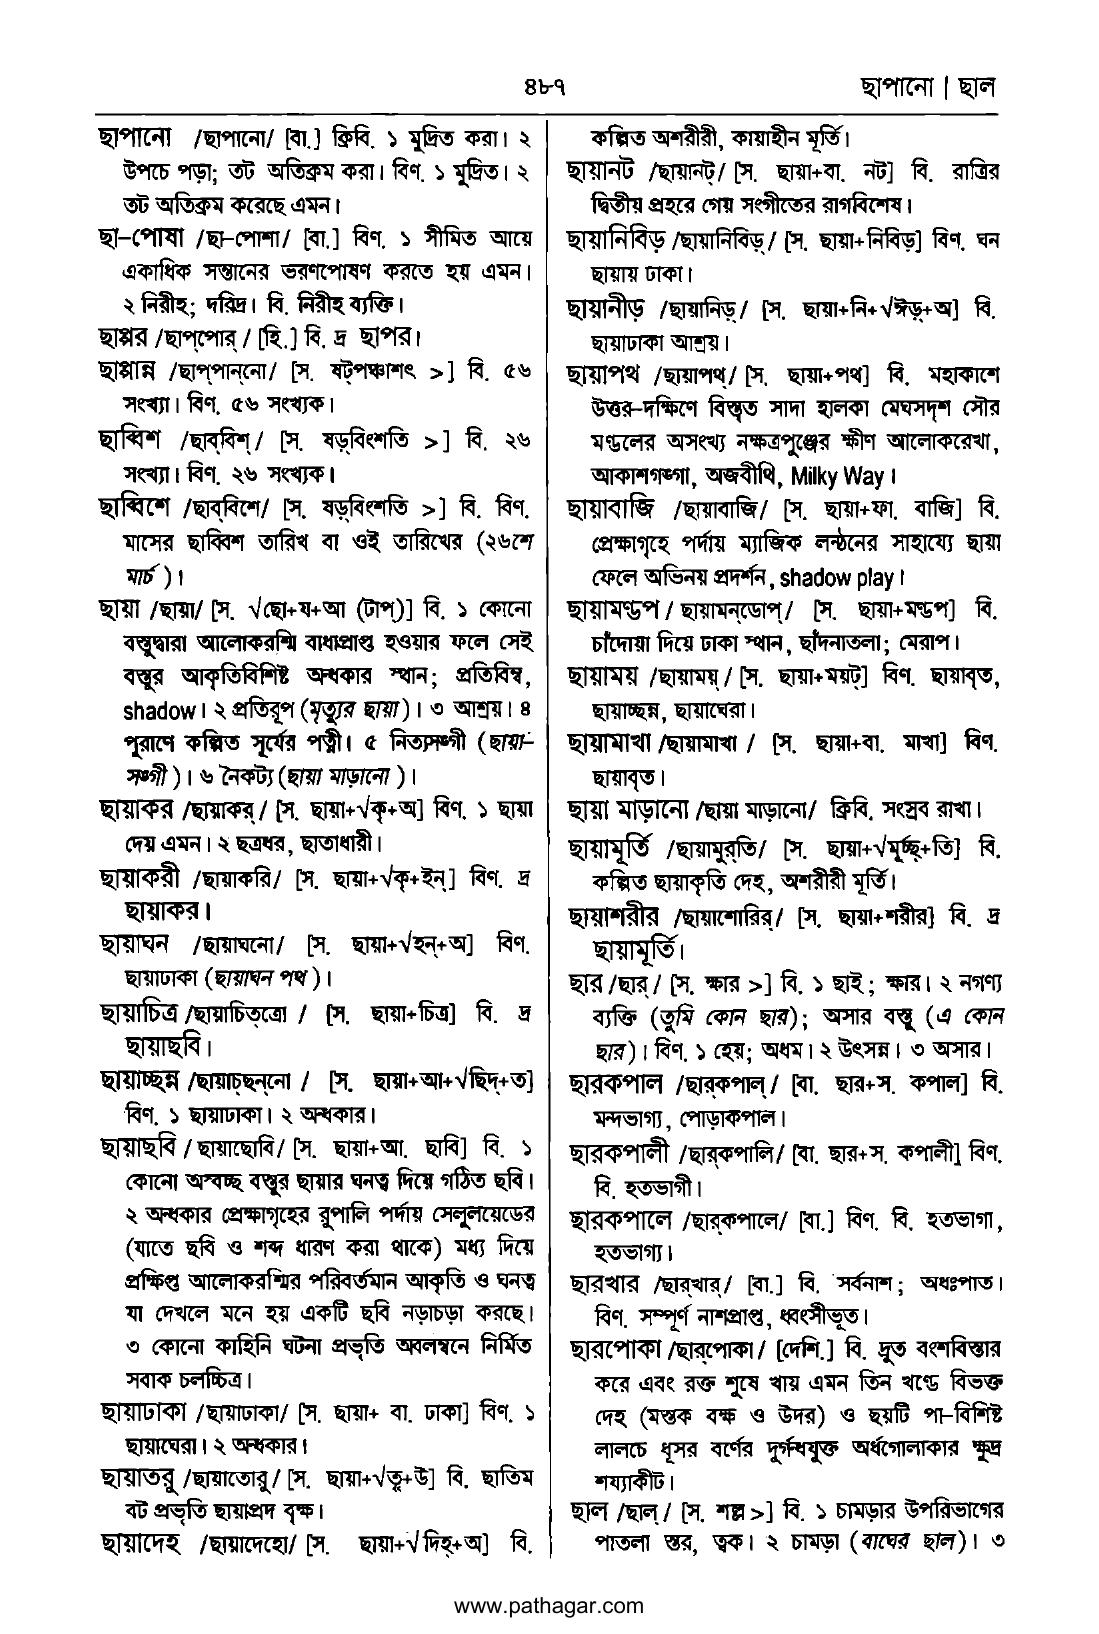 ৪৮৭
ছাপানো | ছাল
ছাপানো /ছাপানো/ [বা.] ক্রিবি. ১ মুদ্রিত করা। ২
উপচে পড়া; তট অতিক্রম করা। বিণ. ১ মুদ্রিত। ২
তট অতিক্রম করেছে এমন।
ছা-পোষা /ছা-পোশা/ [বা.] বিণ. ১ সীমিত আয়ে
একাধিক সন্তানের ভরণপোষণ করতে হয় এমন।
২ নিরীহ; দরিদ্র। বি. নিরীহ ব্যক্তি।
ছাপ্পর /ছাপ্‌পোর্‌/ [হি.] বি. দ্র ছাপর।
ছাপ্পান্ন /ছাপ্‌পান্‌নো/ [স. ষট্‌পঞ্চাশৎ >] বি. ৫৬
সংখ্যা। বিণ. ৫৬ সংখ্যক।
ছাব্বিশ /ছাব্‌বিশ্‌/ [স. ষড়্‌বিংশতি >] বি. ২৬
সংখ্যা। বিণ. ২৬ সংখ্যক।
ছাব্বিশে /ছাব্‌বিশে/ [স. ষড়্‌বিংশতি >] বি. বিণ.
মাসের ছাব্বিশ তারিখ বা ওই তারিখের (২৬শে
মার্চ)।
ছায়া /ছায়া/ [স. √ছো+য+আ (টাপ্‌)] বি. ১ কোনো
বস্তুদ্বারা আলোকরশ্মি বাধাপ্রাপ্ত হওয়ার ফলে সেই
বস্তুর আকৃতিবিশিষ্ট অন্ধকার স্থান; প্রতিবিম্ব,
shadow। ২ প্রতিরূপ (মৃত্যুর ছায়া)। ৩ আশ্রয়। ৪
পুরাণে কল্পিত সূর্যের পত্নী। ৫ নিত্যসঙ্গী (ছায়া-
সঙ্গী)। ৬ নৈকট্য (ছায়া মাড়ানো)।
ছায়াকর /ছায়াকর্‌/ [স. ছায়া+√কৃ+অ] বিণ. ১ ছায়া
দেয় এমন। ২ ছত্রধর, ছাতাধারী।
ছায়াকরী /ছায়াকরি/ [স. ছায়া+√কৃ+ইন্‌] বিণ. দ্র
ছায়াকর।
ছায়াঘন /ছায়াঘনো/ [স. ছায়া+√হন্‌+অ] বিণ.
ছায়াঢাকা (ছায়াঘন পথ)।
ছায়াচিত্র /ছায়াচিত্‌ত্রো / [স. ছায়া+চিত্র] বি. দ্র
ছায়াছবি।
ছায়াচ্ছন্ন /ছায়াচ্‌ছন্‌নো / [স. ছায়া+আ+√ছিদ্‌+ত]
বিণ. ১ ছায়াঢাকা। ২ অন্ধকার।
ছায়াছবি / ছায়াছোবি/ [স. ছায়া+আ. ছবি] বি. ১
কোনো অস্বচ্ছ বস্তুর ছায়ার ঘনত্ব দিয়ে গঠিত ছবি।
২ অন্ধকার প্রেক্ষাগৃহের রুপালি পর্দায় সেলুলয়েডের
(যাতে ছবি ও শব্দ ধারণ করা থাকে) মধ্য দিয়ে
প্রক্ষিপ্ত আলোকরশ্মির পরিবর্তমান আকৃতি ও ঘনত্ব
যা দেখলে মনে হয় একটি ছবি নড়াচড়া করছে।
৩ কোনো কাহিনি ঘটনা প্রভৃতি অবলম্বনে নির্মিত
সবাক চলচ্চিত্র।
ছায়াঢাকা /ছায়াঢাকা/ [স. ছায়া+ বা. ঢাকা] বিণ. ১
ছায়াঘেরা। ২ অন্ধকার।
ছায়াতরু /ছায়াতোরু/ [স. ছায়া+√তৃ+উ] বি. ছাতিম
বট প্রভৃতি ছায়াপ্রদ বৃক্ষ।
ছায়াদেহ /ছায়াদেহো/ [স. ছায়া+√দিহ্‌+অ] বি.
কল্পিত অশরীরী, কায়াহীন মূর্তি।
ছায়ানট /ছায়ানট্‌/ [স. ছায়া+বা. নট] বি. রাত্রির
দ্বিতীয় প্রহরে গেয় সংগীতের রাগবিশেষ।
ছায়ানিবিড় /ছায়ানিবিড়্‌/ [স. ছায়া+নিবিড়] বিণ. ঘন
ছায়ায় ঢাকা।
ছায়ানীড় /ছায়ানিড়্‌/ [স. ছায়া+নি+√ঈড়্‌+অ] বি.
ছায়াঢাকা আশ্রয়।
ছায়াপথ /ছায়াপথ্‌/ [স. ছায়া+পথ] বি. মহাকাশে
উত্তর-দক্ষিণে বিস্তৃত সাদা হালকা মেঘসদৃশ সৌর
মণ্ডলের অসংখ্য নক্ষত্রপুঞ্জের ক্ষীণ আলোকরেখা,
আকাশগঙ্গা, অজবীথি, Milky Way।
ছায়াবাজি /ছায়াবাজি/ [স. ছায়া+ফা. বাজি] বি.
প্রেক্ষাগৃহে পর্দায় ম্যাজিক লণ্ঠনের সাহায্যে ছায়া
ফেলে অভিনয় প্রদর্শন, shadow play।
ছায়ামণ্ডপ / ছায়ামন্‌ডোপ্‌/ [স. ছায়া+মণ্ডপ] বি.
চাঁদোয়া দিয়ে ঢাকা স্থান, ছাঁদনাতলা; মেরাপ।
ছায়াময় /ছায়াময়্‌/ [স. ছায়া+ময়ট্‌] বিণ. ছায়াবৃত,
ছায়াচ্ছন্ন, ছায়াঘেরা।
ছায়ামাখা /ছায়ামাখা / [স. ছায়া+বা. মাখা] বিণ.
ছায়াবৃত।
ছায়া মাড়ানো /ছায়া মাড়ানো/ ক্রিবি. সংস্রব রাখা।
ছায়ামূর্তি /ছায়ামুর্‌তি/ [স. ছায়া+√মূর্চ্ছ্‌+তি] বি.
কল্পিত ছায়াকৃতি দেহ, অশরীরী মূর্তি।
ছায়াশরীর /ছায়াশোরির্‌/ [স. ছায়া+শরীর] বি. দ্র
ছায়ামূর্তি।
ছার /ছার্‌/ [স. ক্ষার >] বি. ১ ছাই; ক্ষার। ২ নগণ্য
ব্যক্তি (তুমি কোন ছার); অসার বস্তু (এ কোন
ছার)। বিণ. ১ হেয়; অধম। ২ উৎসন্ন। ৩ অসার।
ছারকপাল /ছার্‌কপাল্‌/ [বা. ছার+স. কপাল] বি.
মন্দভাগ্য, পোড়াকপাল।
ছারকপালী /ছার্‌কপালি/ [বা. ছার+স. কপালী] বিণ.
বি. হতভাগী।
ছারকপালে /ছার্‌কপালে/ [বা.] বিণ. বি. হতভাগা,
হতভাগ্য।
ছারখার /ছার্‌খার্‌/ [বা.] বি. সর্বনাশ; অধঃপাত।
বিণ. সম্পূর্ণ নাশপ্রাপ্ত, ধ্বংসীভূত।
ছারপোকা /ছার্‌পোকা/ [দেশি.] বি. দ্রুত বংশবিস্তার
করে এবং রক্ত শুষে খায় এমন তিন খণ্ডে বিভক্ত
দেহ (মস্তক বক্ষ ও উদর) ও ছয়টি পা-বিশিষ্ট
লালচে ধূসর বর্ণের দুর্গন্ধযুক্ত অর্ধগোলাকার ক্ষুদ্র
শয্যাকীট।
ছাল /ছাল্‌/ [স. শল্ক >] বি. ১ চামড়ার উপরিভাগের
পাতলা স্তর, ত্বক। ২ চামড়া (বাঘের ছাল)। ৩
www.pathagar.com